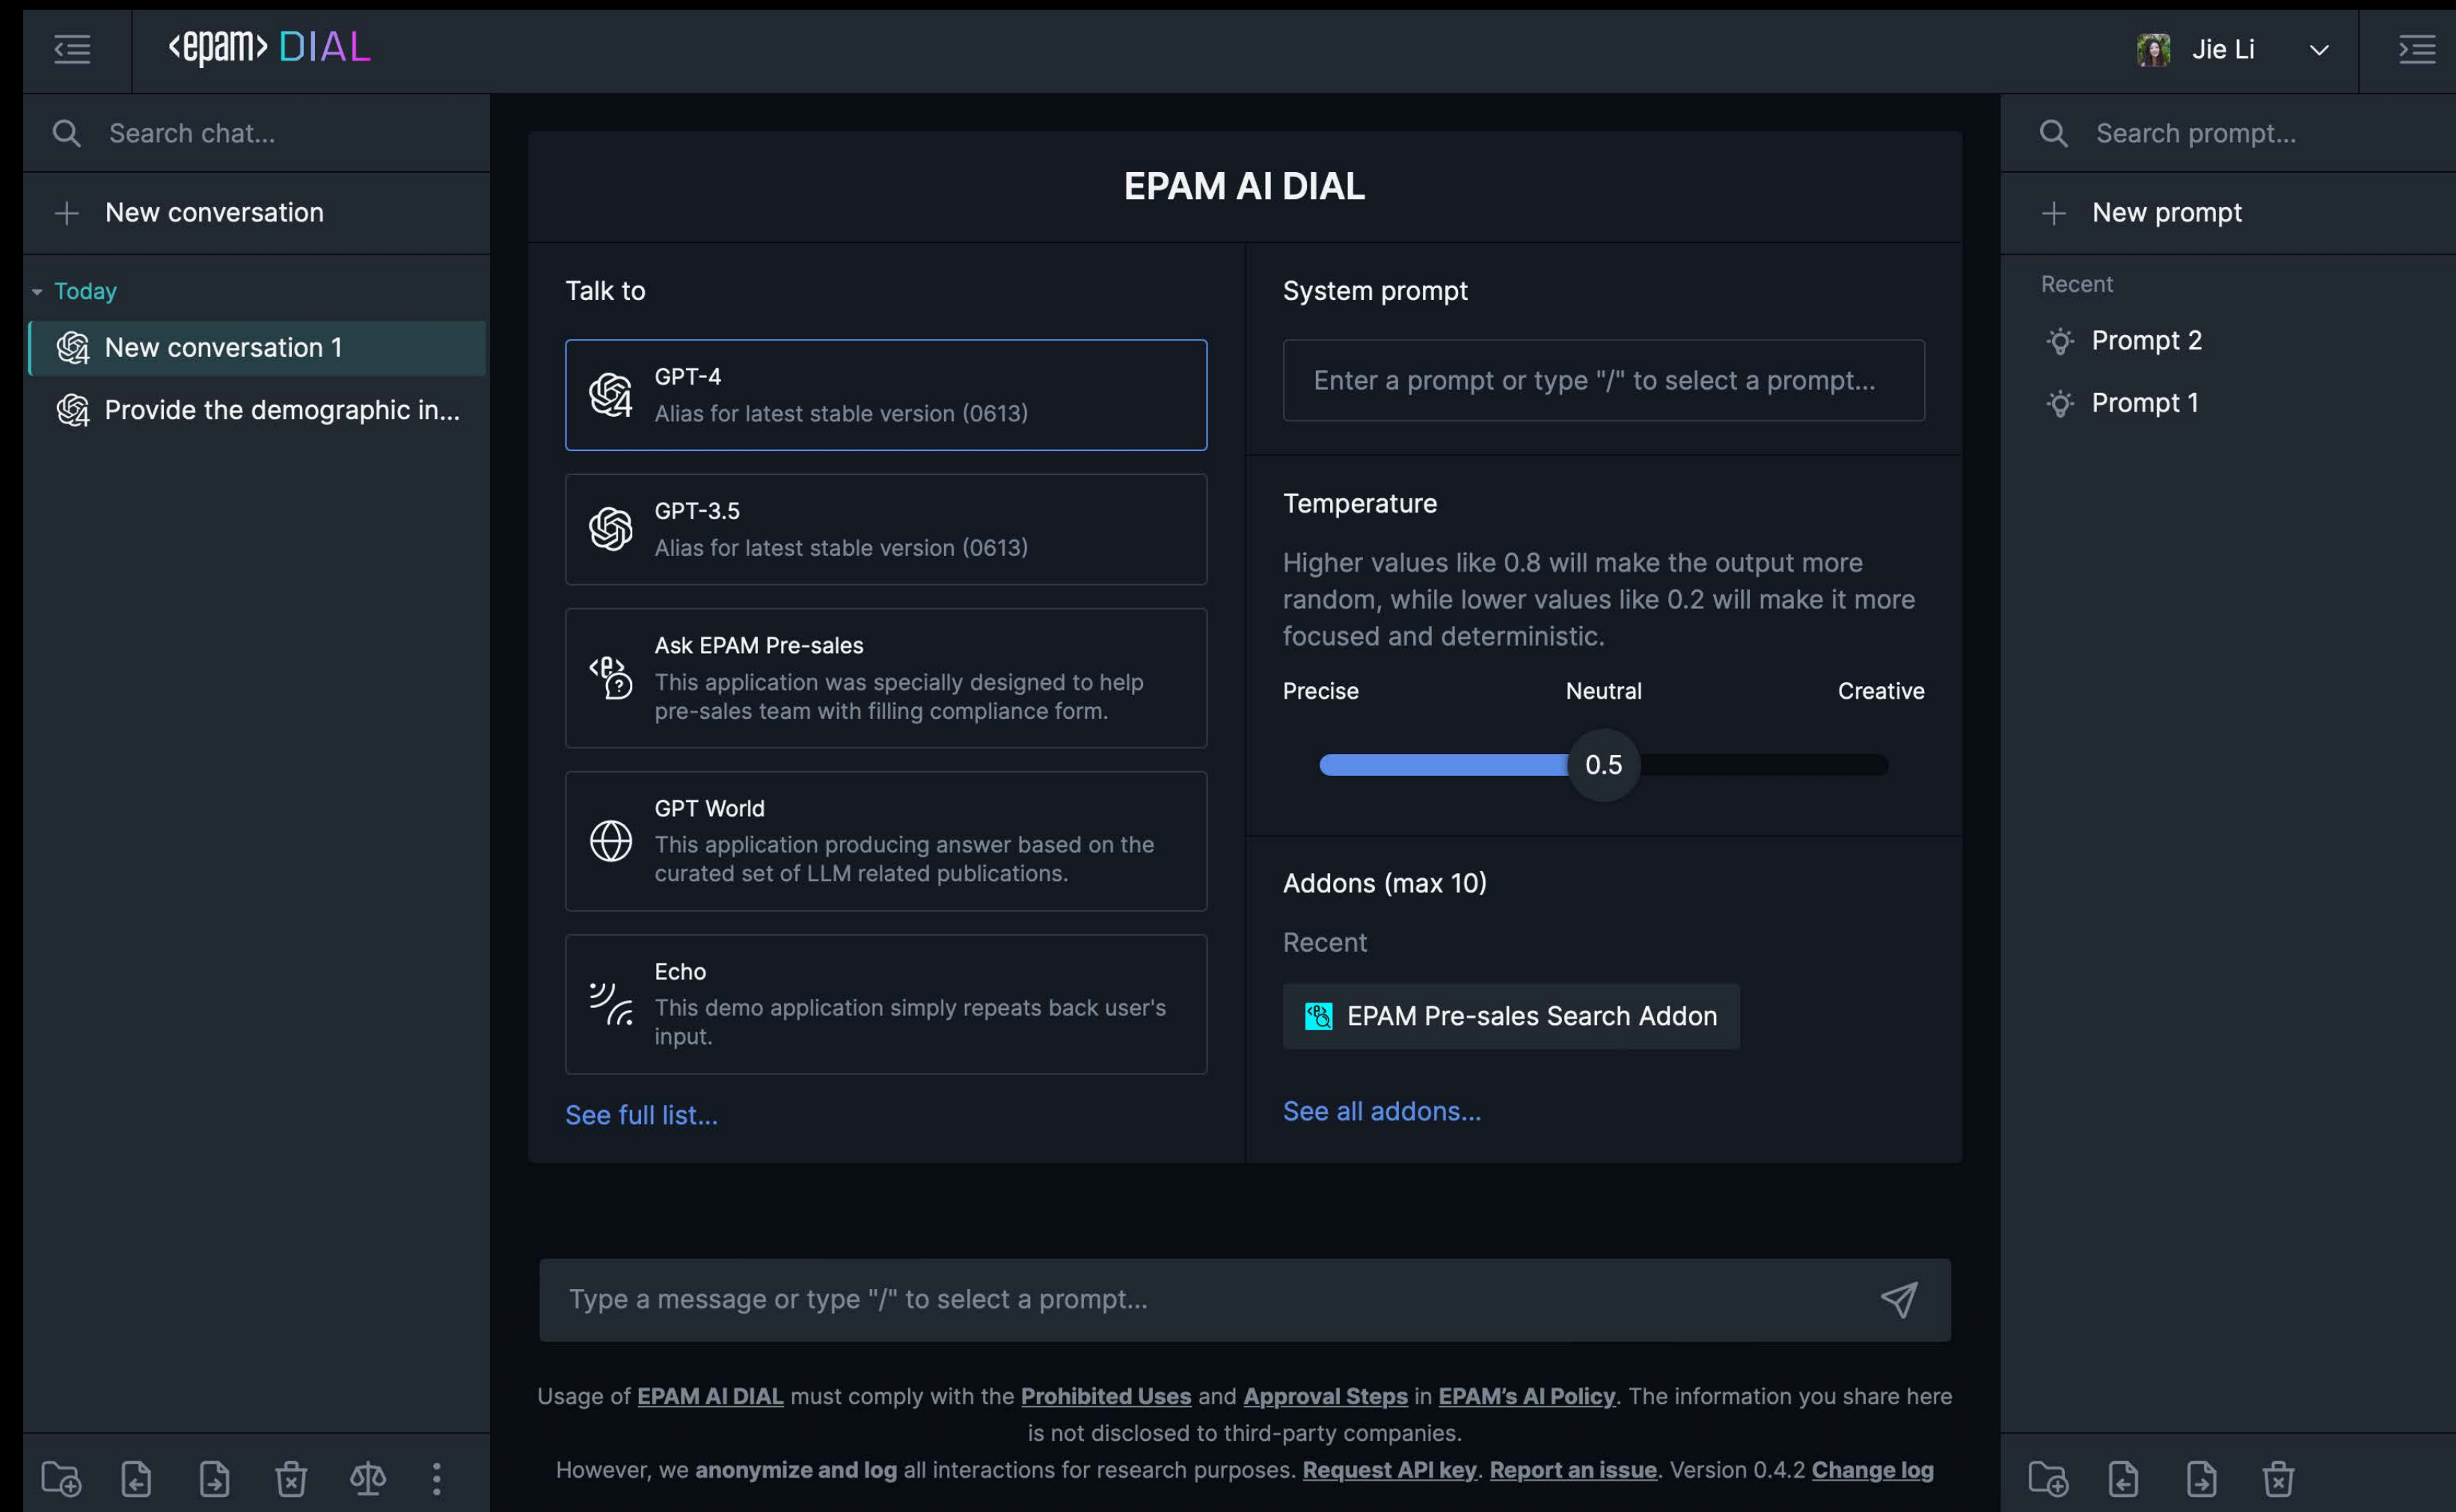 <epam> DIAL
Jie Li
Search chat...
New conversation
Today
New conversation 1
Provide the demographic in...
EPAM AI DIAL
Talk to
GPT-4
Alias for latest stable version (0613)
GPT-3.5
Alias for latest stable version (0613)
Ask EPAM Pre-sales
This application was specially designed to help
pre-sales team with filling compliance form.
GPT World
This application producing answer based on the
curated set of LLM related publications.
Echo
This demo application simply repeats back user's
input.
See full list...
System prompt
Enter a prompt or type "/" to select a prompt...
Temperature
Higher values like 0.8 will make the output more
random, while lower values like 0.2 will make it more
focused and deterministic.
Precise Neutral Creative
0.5
Addons (max 10)
Recent
EPAM Pre-sales Search Addon
See all addons...
Type a message or type "/" to select a prompt...
Usage of EPAM AI DIAL must comply with the Prohibited Uses and Approval Steps in EPAM's AI Policy. The information you share here
is not disclosed to third-party companies.
However, we anonymize and log all interactions for research purposes. Request API key. Report an issue. Version 0.4.2 Change log
Search prompt...
New prompt
Recent
Prompt 2
Prompt 1